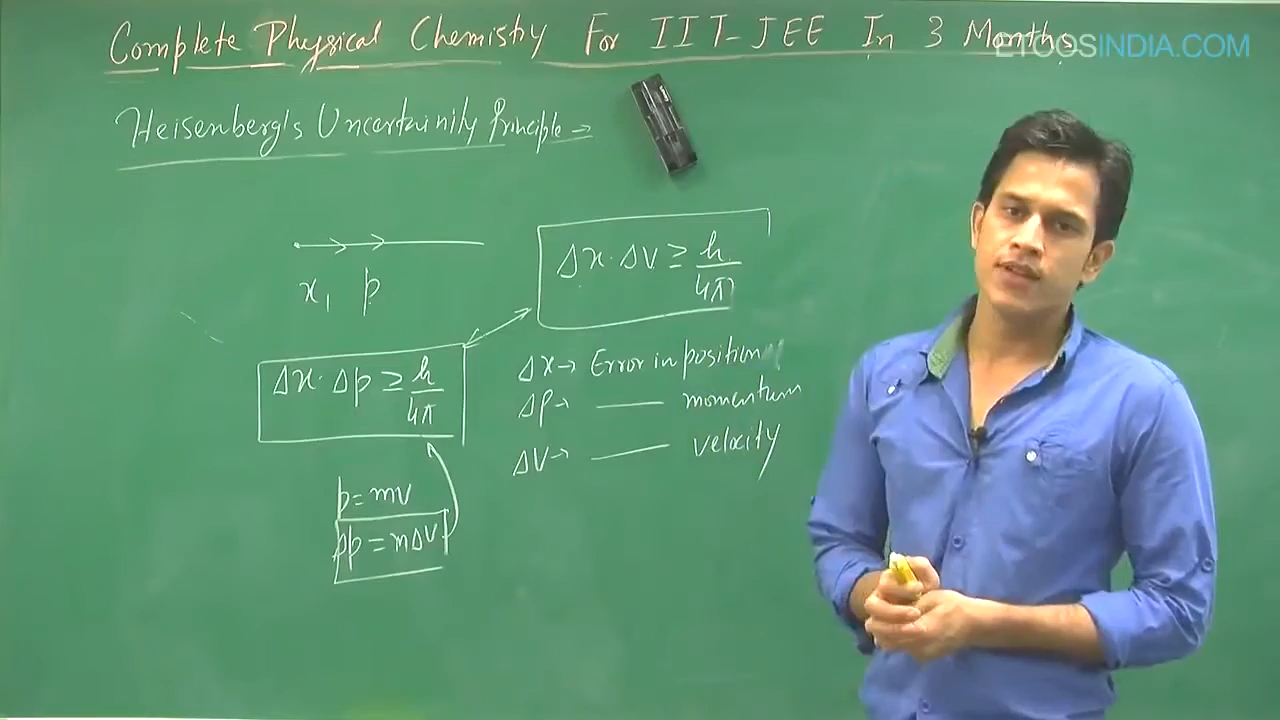 Complete Physical Chemistry For IIT-JEE In 3 Months
ETOOSINDIA.COM
Heisenberg's Uncertainity Principle →
Δx · ΔV ≥ h/4π
x, p
Δx · Δp ≥ h/4π
Δx → Error in position
Δp → —— momentum
ΔV → —— velocity
p = mv
pp = mΔV